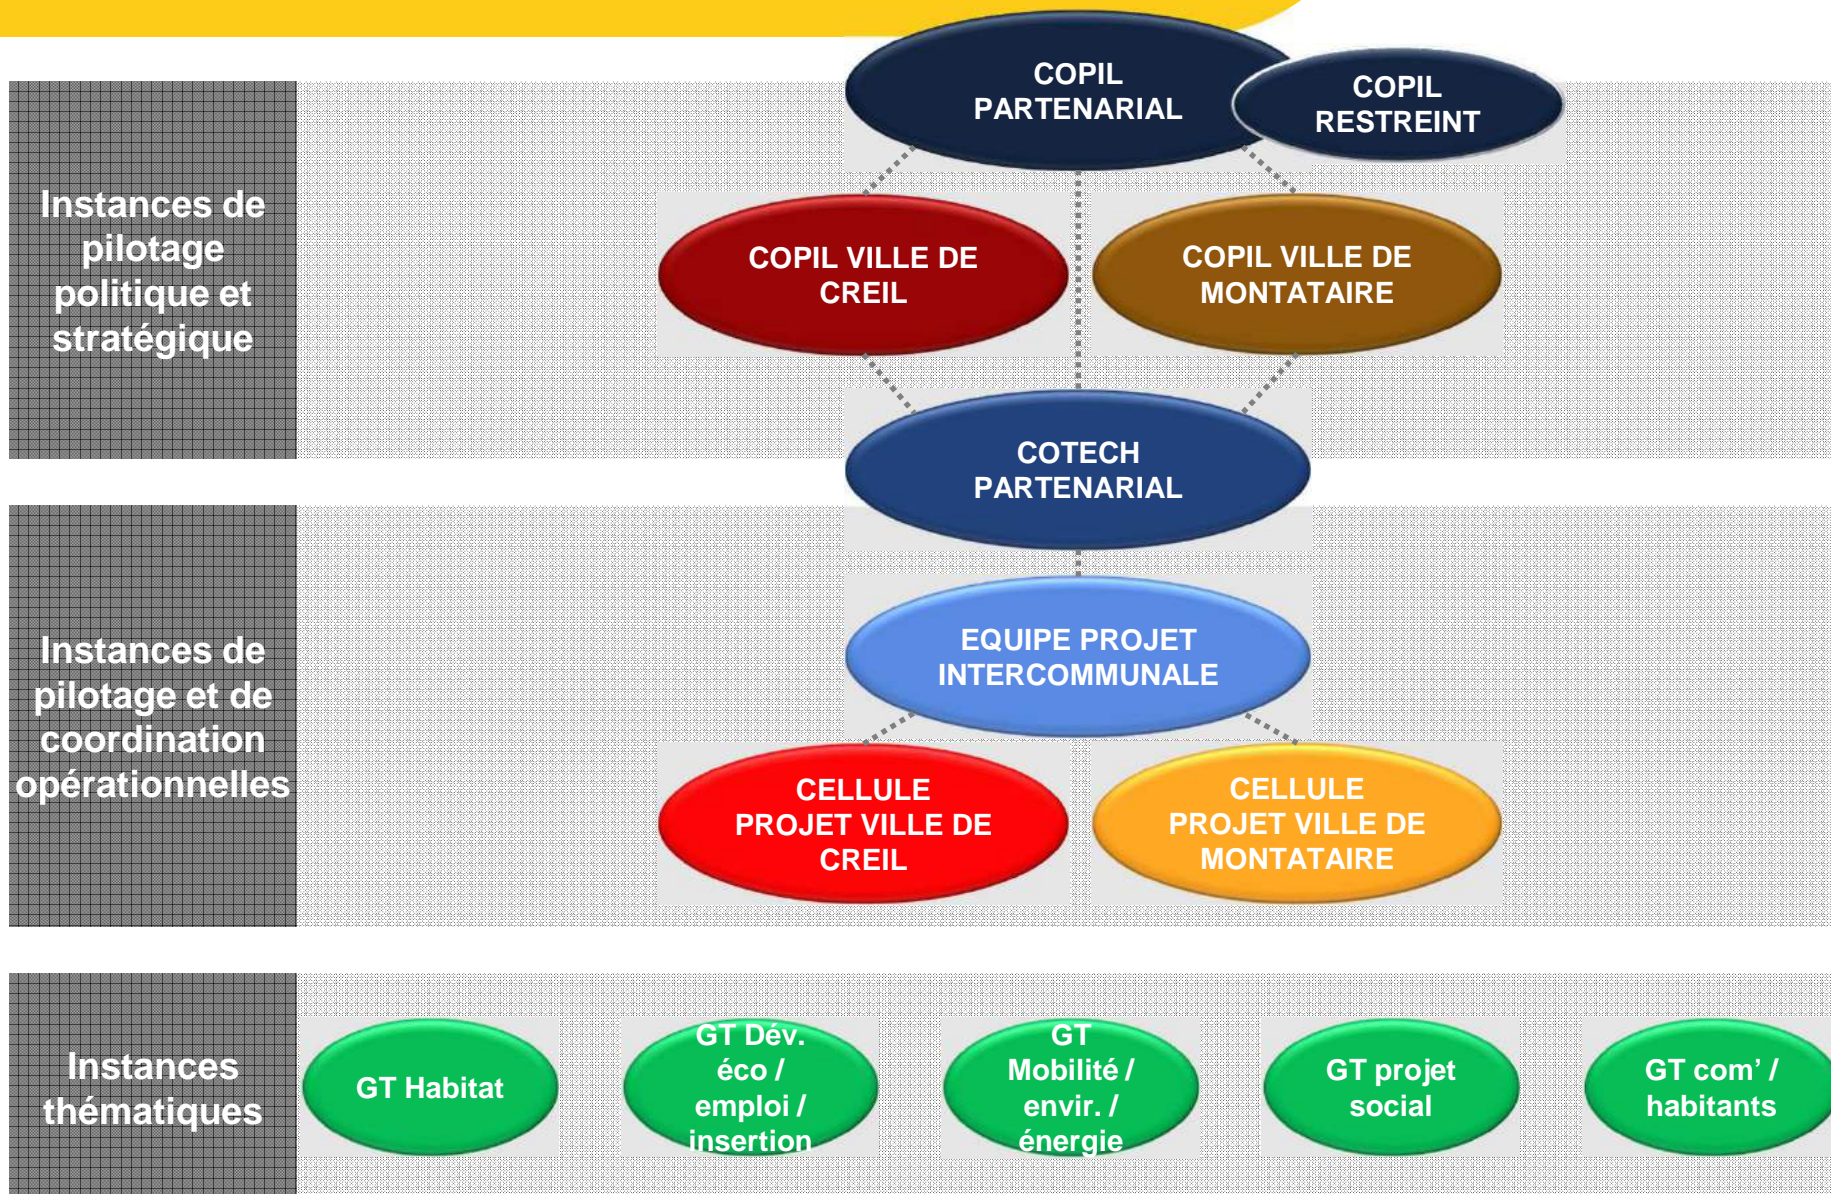 COPIL
PARTENARIAL
COPIL
RESTREINT
Instances de
pilotage
politique et
stratégique
COPIL VILLE DE
CREIL
COPIL VILLE DE
MONTATAIRE
COTECH
PARTENARIAL
Instances de
pilotage et de
coordination
opérationnelles
EQUIPE PROJET
INTERCOMMUNALE
CELLULE
PROJET VILLE DE
CREIL
CELLULE
PROJET VILLE DE
MONTATAIRE
Instances
thématiques
GT Habitat
GT Dév.
éco /
emploi /
insertion
GT
Mobilité /
envir. /
énergie
GT projet
social
GT com’ /
habitants